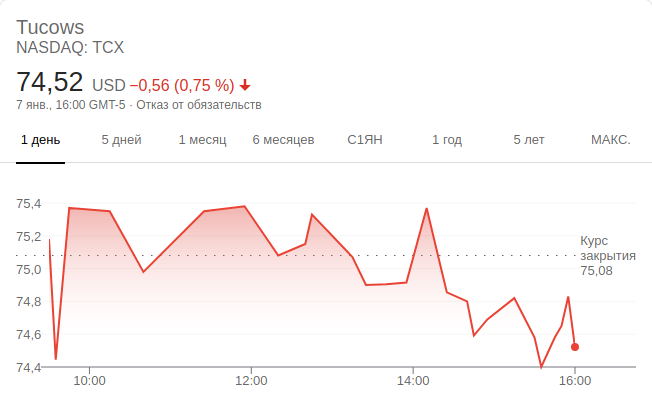 Tucows
NASDAQ: TCX
74,52 USD −0,56 (0,75 %)
7 янв., 16:00 GMT-5 · Отказ от обязательств
1 день 5 дней 1 месяц 6 месяцев С1ЯН 1 год 5 лет МАКС.
75,4
75,2
75,0
74,8
74,6
74,4
Курс
закрытия
75,08
10:00 12:00 14:00 16:00